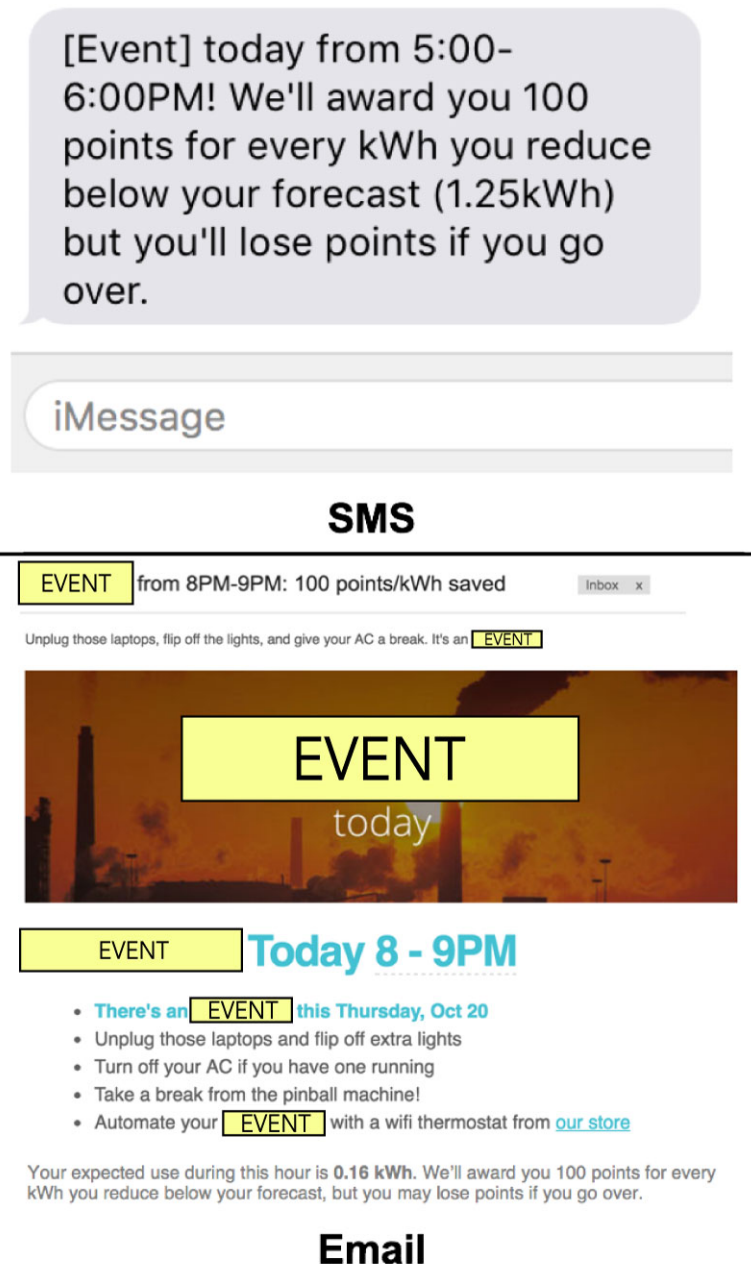 [Event] today from 5:00-
6:00PM! We'll award you 100
points for every kWh you reduce
below your forecast (1.25kWh)
but you'll lose points if you go
over.
iMessage
SMS
EVENT from 8PM-9PM: 100 points/kWh saved Inbox x
Unplug those laptops, flip off the lights, and give your AC a break. It's an EVENT
EVENT
today
EVENT Today 8 - 9PM
• There's an EVENT this Thursday, Oct 20
• Unplug those laptops and flip off extra lights
• Turn off your AC if you have one running
• Take a break from the pinball machine!
• Automate your EVENT with a wifi thermostat from our store
Your expected use during this hour is 0.16 kWh. We'll award you 100 points for every
kWh you reduce below your forecast, but you may lose points if you go over.
Email